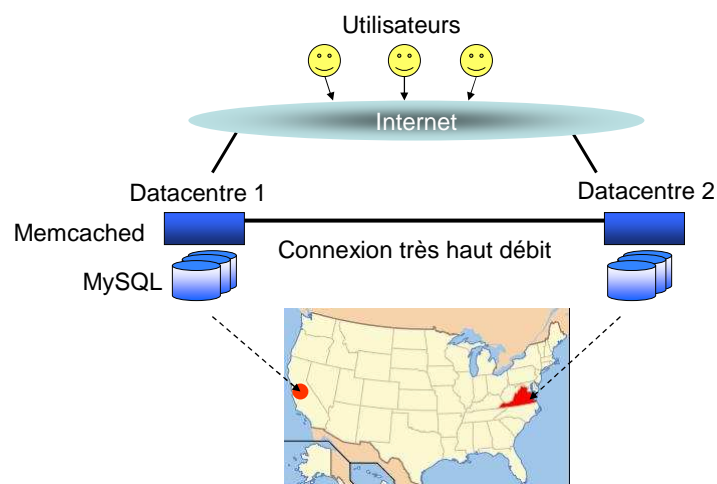 Utilisateurs
Internet
Datacentre 1
Datacentre 2
Memcached
Connexion très haut débit
MySQL